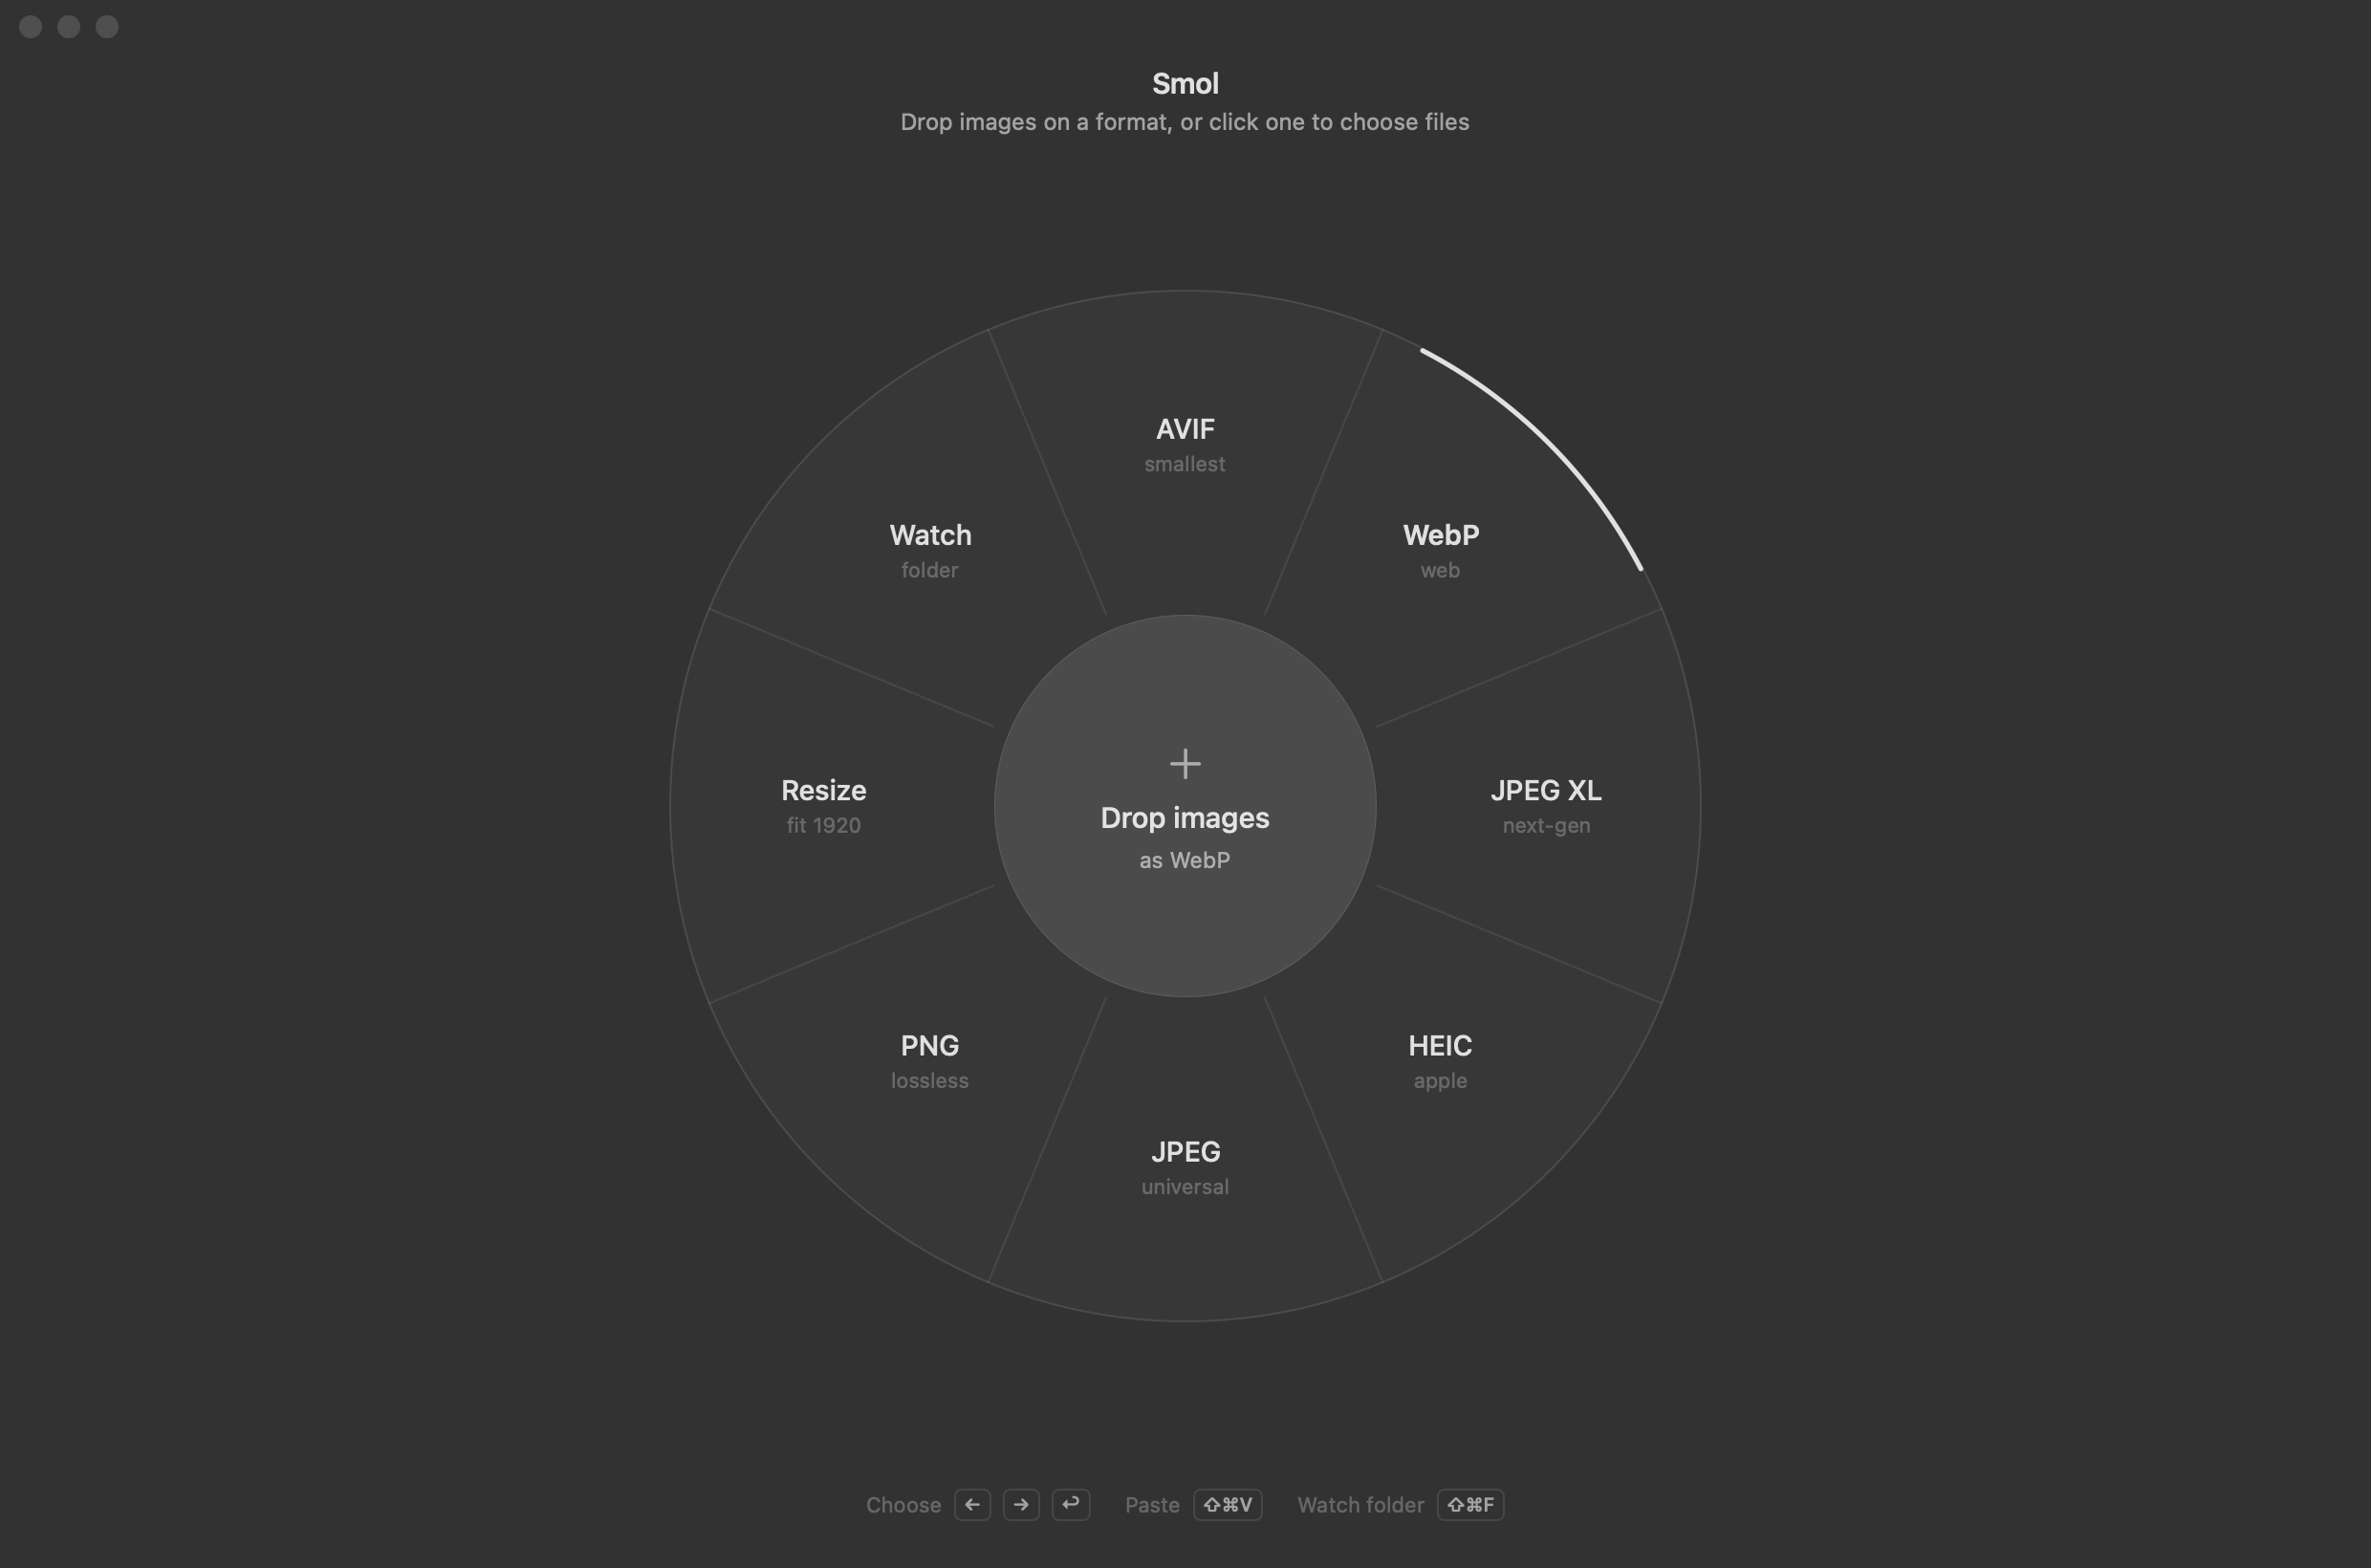 Smol
Drop images on a format, or click one to choose files
AVIF
smallest
Watch
folder
WebP
web
Resize
fit 1920
Drop images
as WebP
JPEG XL
next-gen
PNG
lossless
HEIC
apple
JPEG
universal
Choose ← → ↩ Paste ⇧⌘V Watch folder ⇧⌘F